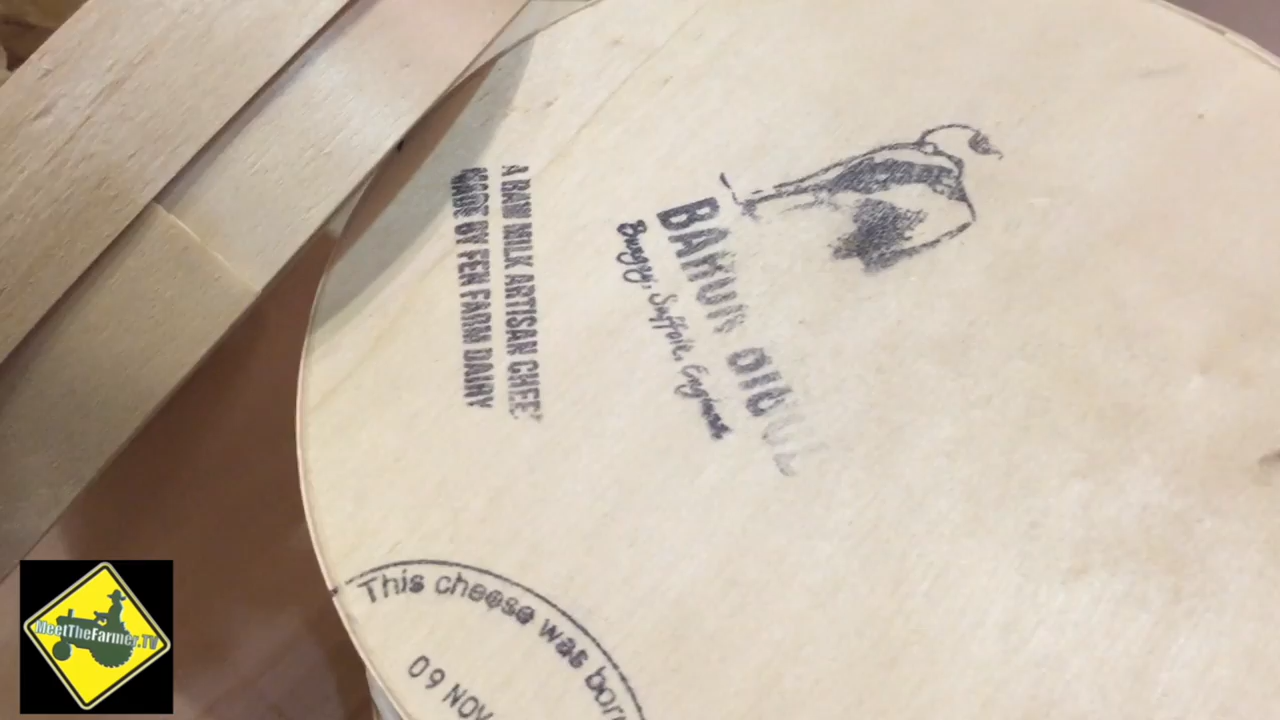 BARON BIGOD
Bungay, Suffolk, England
A RAW MILK ARTISAN CHEESE
MADE BY FEN FARM DAIRY
This cheese was born
09 NOV
MeetTheFarmer.TV